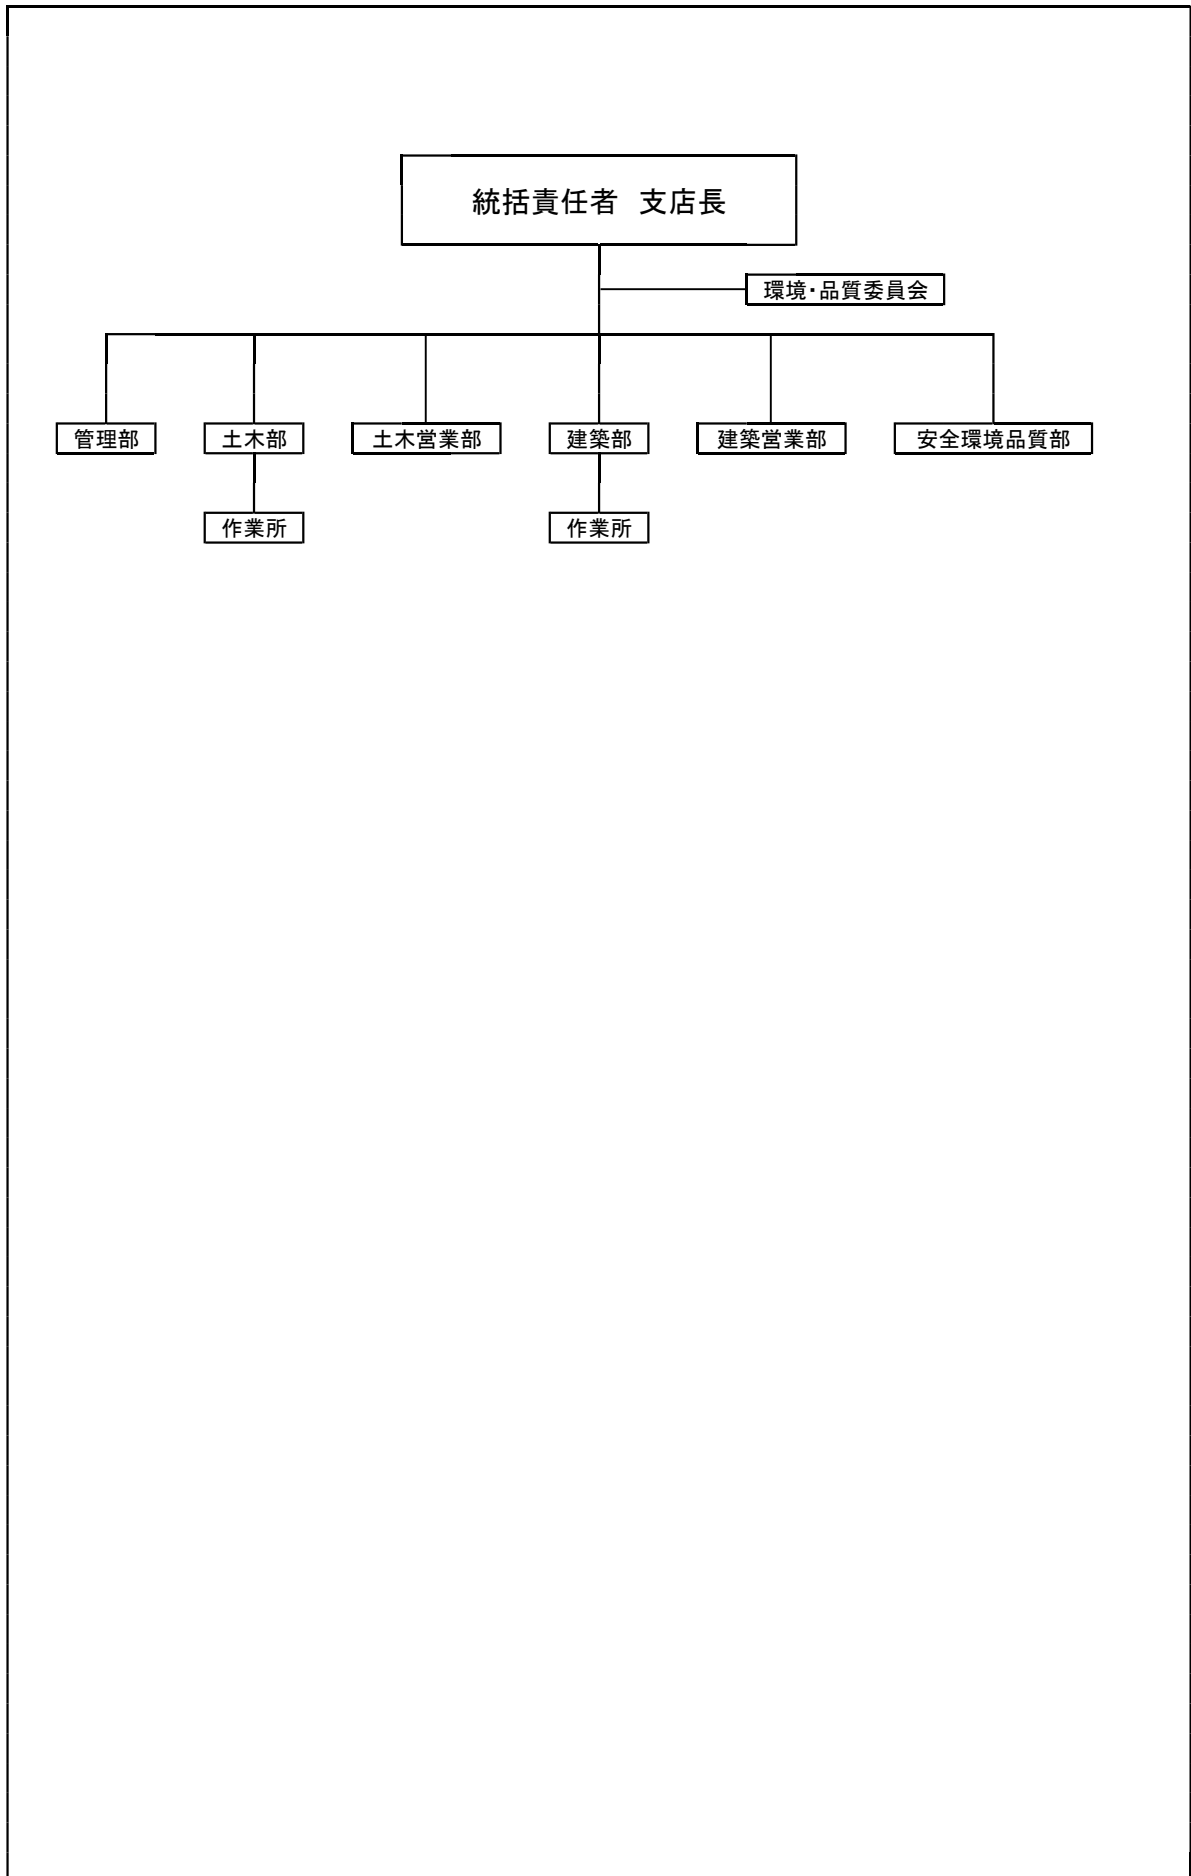 統括責任者　支店長
環境・品質委員会
管理部
土木部
土木営業部
建築部
建築営業部
安全環境品質部
作業所
作業所